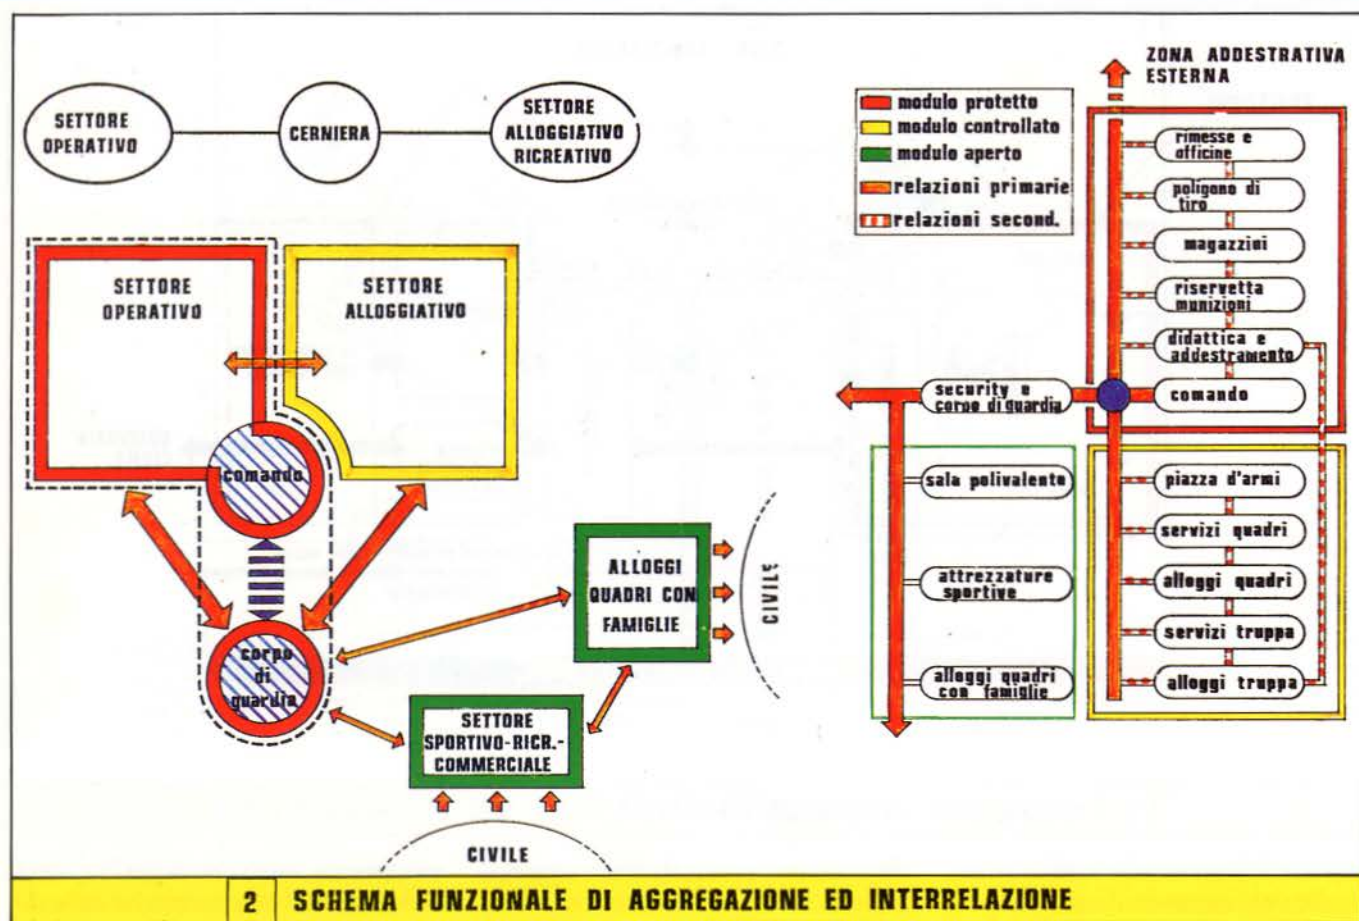 SETTORE
OPERATIVO
CERNIERA
SETTORE
ALLOGGIATIVO
RICREATIVO
SETTORE
OPERATIVO
SETTORE
ALLOGGIATIVO
comando
corpo
di
guardia
ALLOGGI
QUADRI CON
FAMIGLIE
CIVILE
SETTORE
SPORTIVO-RICR.-
COMMERCIALE
CIVILE
modulo protetto
modulo controllato
modulo aperto
relazioni primarie
relazioni second.
ZONA ADDESTRATIVA
ESTERNA
rimesse e
officine
poligono di
tiro
magazzini
riservetta
munizioni
didattica e
addestramento
security e
corpo di guardia
comando
sala polivalente
attrezzature
sportive
alloggi quadri
con famiglie
piazza d'armi
servizi quadri
alloggi quadri
servizi truppa
alloggi truppa
2 SCHEMA FUNZIONALE DI AGGREGAZIONE ED INTERRELAZIONE